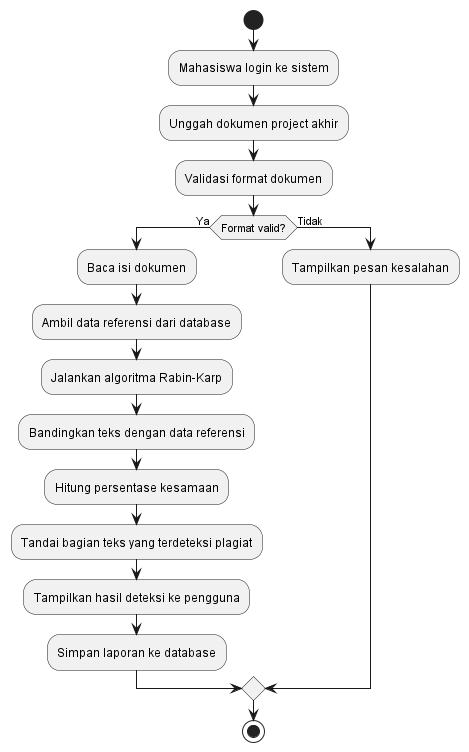 Mahasiswa login ke sistem
Unggah dokumen project akhir
Validasi format dokumen
Ya
Format valid?
Tidak
Baca isi dokumen
Tampilkan pesan kesalahan
Ambil data referensi dari database
Jalankan algoritma Rabin-Karp
Bandingkan teks dengan data referensi
Hitung persentase kesamaan
Tandai bagian teks yang terdeteksi plagiat
Tampilkan hasil deteksi ke pengguna
Simpan laporan ke database